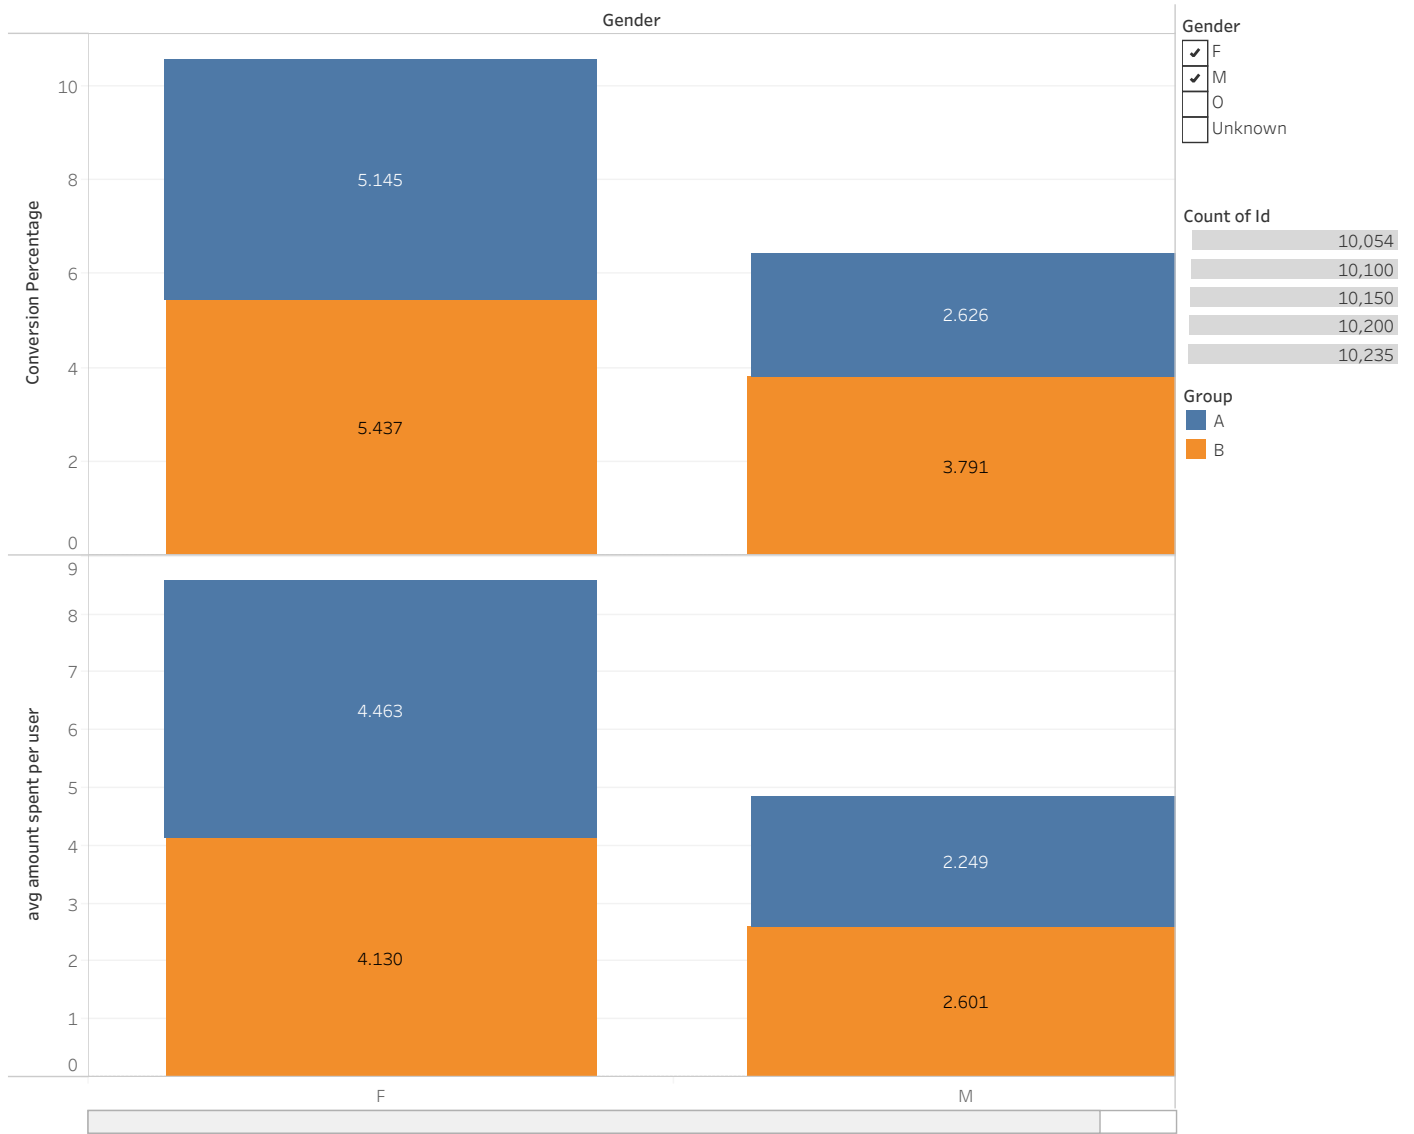 Gender
Conversion Percentage
10
8
6
4
2
0
5.145
5.437
2.626
3.791
avg amount spent per user
9
8
7
6
5
4
3
2
1
0
4.463
4.130
2.249
2.601
F
M
Gender
F
M
O
Unknown
Count of Id
10,054
10,100
10,150
10,200
10,235
Group
A
B